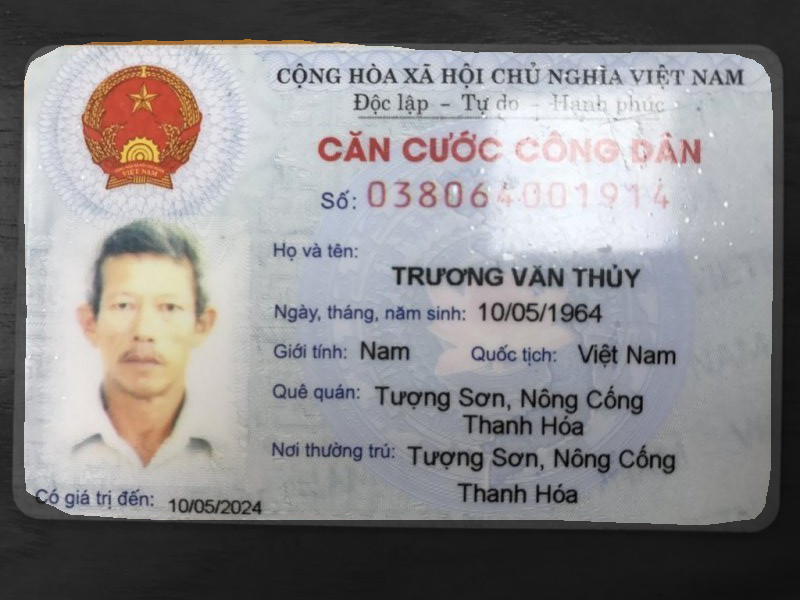 CỘNG HÒA XÃ HỘI CHỦ NGHĨA VIỆT NAM
Độc lập - Tự do - Hạnh phúc
CĂN CƯỚC CÔNG DÂN
Số: 038064001914
Họ và tên:
TRƯƠNG VĂN THỦY
Ngày, tháng, năm sinh: 10/05/1964
Giới tính: Nam Quốc tịch: Việt Nam
Quê quán: Tượng Sơn, Nông Cống
Thanh Hóa
Nơi thường trú: Tượng Sơn, Nông Cống
Thanh Hóa
Có giá trị đến: 10/05/2024
VIỆT NAM